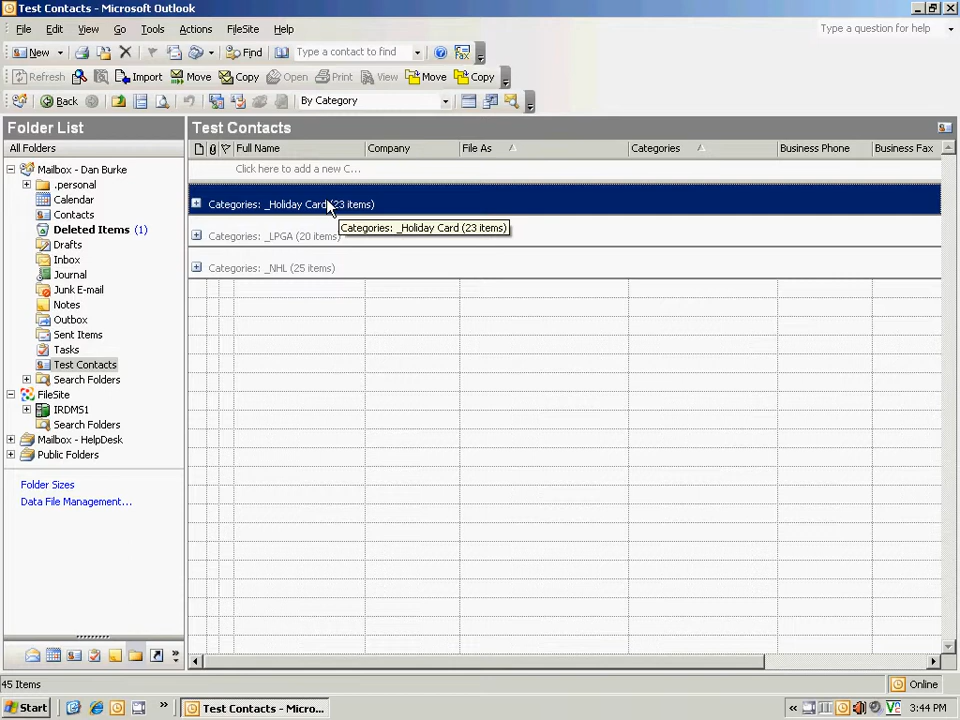 Test Contacts - Microsoft Outlook
File Edit View Go Tools Actions FileSite Help Type a question for help
New Find Type a contact to find Fax
Refresh Import Move Copy Open Print View Move Copy
Back By Category
Folder List
All Folders
Mailbox - Dan Burke
.personal
Calendar
Contacts
Deleted Items (1)
Drafts
Inbox
Journal
Junk E-mail
Notes
Outbox
Sent Items
Tasks
Test Contacts
Search Folders
FileSite
IRDMS1
Search Folders
Mailbox - HelpDesk
Public Folders
Folder Sizes
Data File Management...
Test Contacts
Full Name Company File As Categories Business Phone Business Fax
Click here to add a new C...
Categories: _Holiday Card (23 items)
Categories: _Holiday Card (23 items)
Categories: _LPGA (20 items)
Categories: _NHL (25 items)
45 Items Online
Start » Test Contacts - Micro... « 3:44 PM